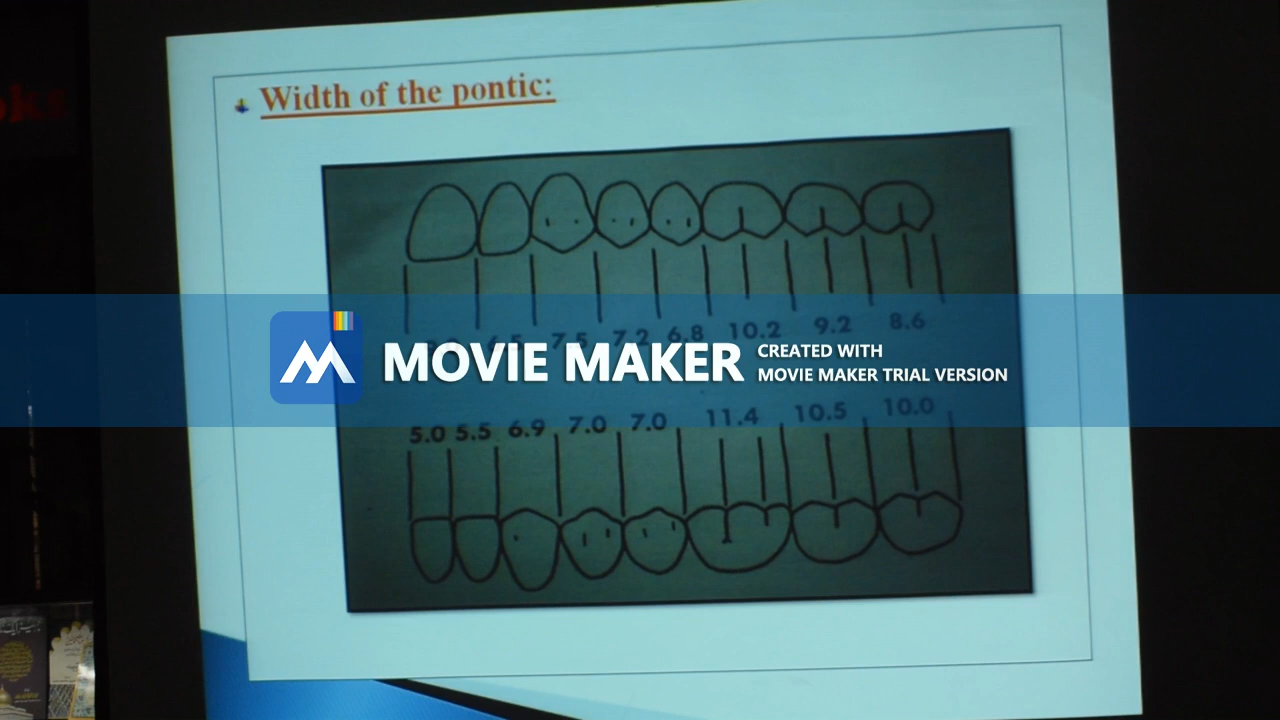 Width of the pontic:
6.5 7.5 7.2 6.8 10.2 9.2 8.6
MOVIE MAKER
CREATED WITH
MOVIE MAKER TRIAL VERSION
5.0 5.5 6.9 7.0 7.0 11.4 10.5 10.0